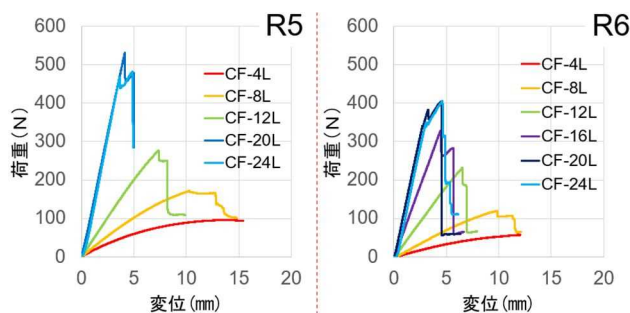 R5
600
500
400
300
200
100
0
荷重(N)
CF-4L
CF-8L
CF-12L
CF-20L
CF-24L
0 5 10 15 20
変位(mm)
R6
600
500
400
300
200
100
0
荷重(N)
CF-4L
CF-8L
CF-12L
CF-16L
CF-20L
CF-24L
0 5 10 15 20
変位(mm)